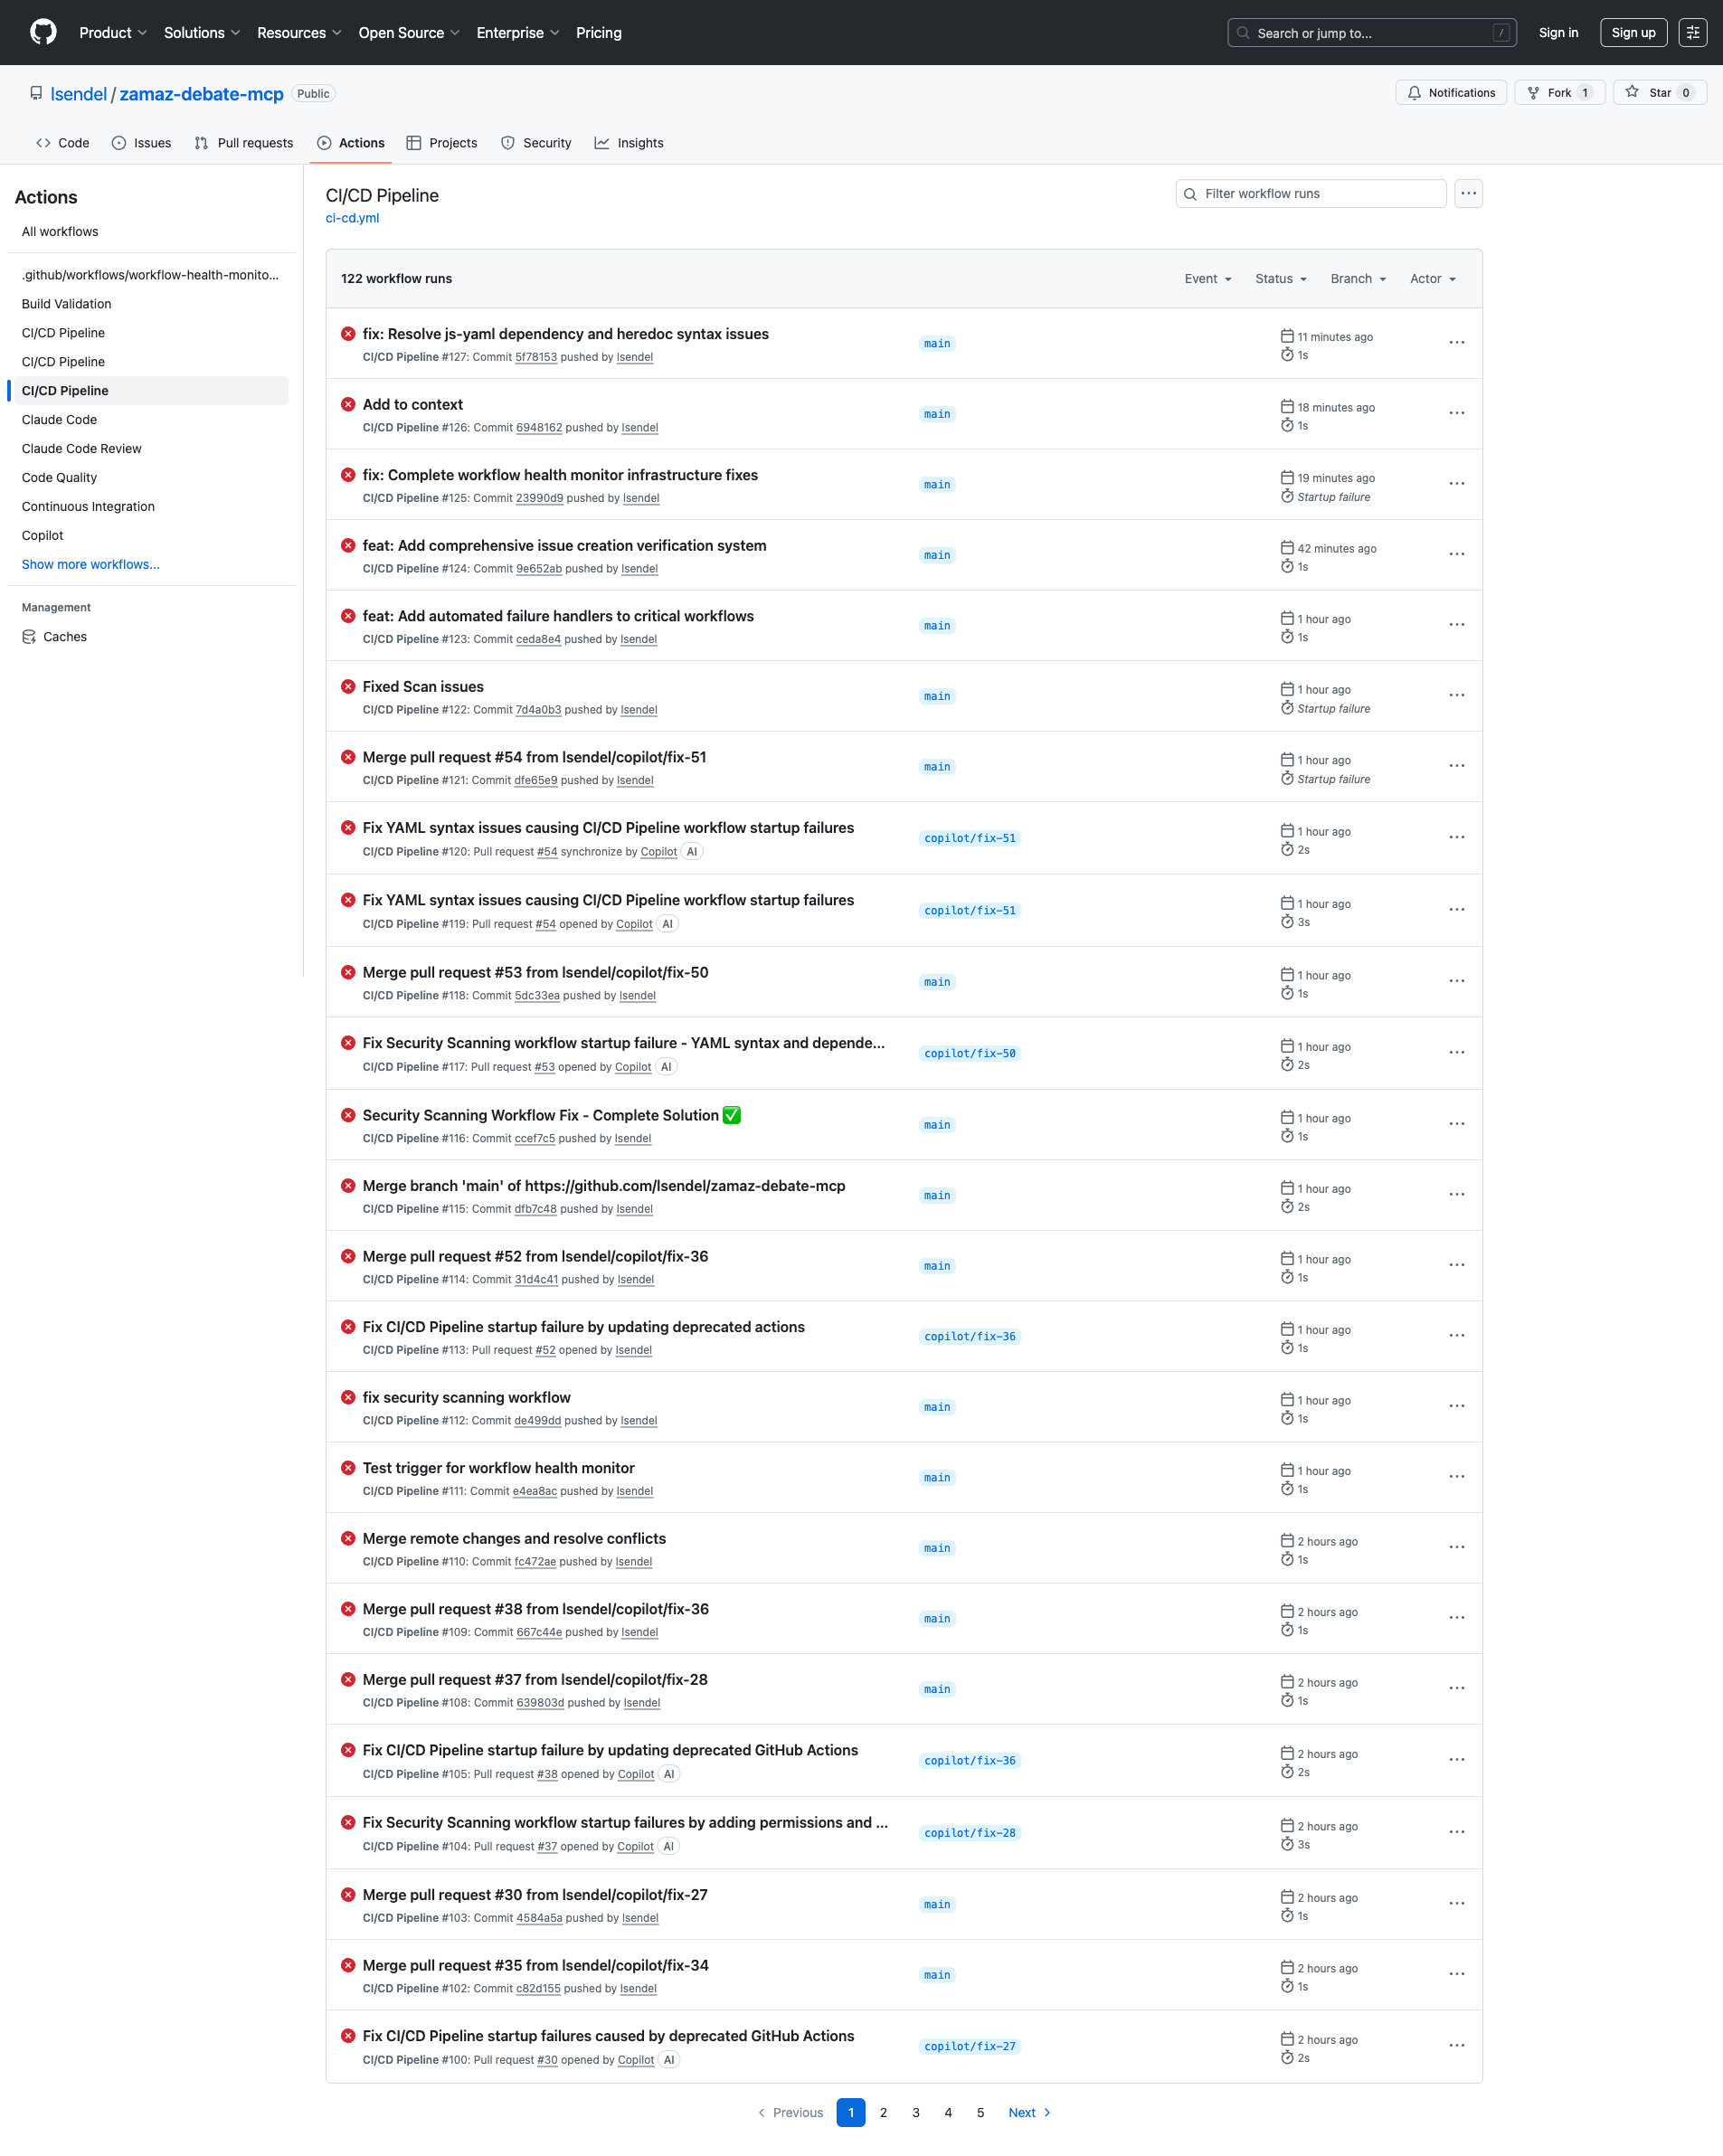 Product
Solutions
Resources
Open Source
Enterprise
Pricing
Search or jump to...
/
Sign in
Sign up
lsendel / zamaz-debate-mcp
Public
Notifications
Fork 1
Star 0
Code
Issues
Pull requests
Actions
Projects
Security
Insights
Actions
All workflows
.github/workflows/workflow-health-monito...
Build Validation
CI/CD Pipeline
CI/CD Pipeline
CI/CD Pipeline
Claude Code
Claude Code Review
Code Quality
Continuous Integration
Copilot
Show more workflows...
Management
Caches
CI/CD Pipeline
ci-cd.yml
Filter workflow runs
122 workflow runs
Event
Status
Branch
Actor
fix: Resolve js-yaml dependency and heredoc syntax issues
CI/CD Pipeline #127: Commit 5f78153 pushed by lsendel
main
11 minutes ago
1s
Add to context
CI/CD Pipeline #126: Commit 6948162 pushed by lsendel
main
18 minutes ago
1s
fix: Complete workflow health monitor infrastructure fixes
CI/CD Pipeline #125: Commit 23990d9 pushed by lsendel
main
19 minutes ago
Startup failure
feat: Add comprehensive issue creation verification system
CI/CD Pipeline #124: Commit 9e652ab pushed by lsendel
main
42 minutes ago
1s
feat: Add automated failure handlers to critical workflows
CI/CD Pipeline #123: Commit ceda8e4 pushed by lsendel
main
1 hour ago
1s
Fixed Scan issues
CI/CD Pipeline #122: Commit 7d4a0b3 pushed by lsendel
main
1 hour ago
Startup failure
Merge pull request #54 from lsendel/copilot/fix-51
CI/CD Pipeline #121: Commit dfe65e9 pushed by lsendel
main
1 hour ago
Startup failure
Fix YAML syntax issues causing CI/CD Pipeline workflow startup failures
CI/CD Pipeline #120: Pull request #54 synchronize by Copilot AI
copilot/fix-51
1 hour ago
2s
Fix YAML syntax issues causing CI/CD Pipeline workflow startup failures
CI/CD Pipeline #119: Pull request #54 opened by Copilot AI
copilot/fix-51
1 hour ago
3s
Merge pull request #53 from lsendel/copilot/fix-50
CI/CD Pipeline #118: Commit 5dc33ea pushed by lsendel
main
1 hour ago
1s
Fix Security Scanning workflow startup failure - YAML syntax and depende...
CI/CD Pipeline #117: Pull request #53 opened by Copilot AI
copilot/fix-50
1 hour ago
2s
Security Scanning Workflow Fix - Complete Solution ✅
CI/CD Pipeline #116: Commit ccef7c5 pushed by lsendel
main
1 hour ago
1s
Merge branch 'main' of https://github.com/lsendel/zamaz-debate-mcp
CI/CD Pipeline #115: Commit dfb7c48 pushed by lsendel
main
1 hour ago
2s
Merge pull request #52 from lsendel/copilot/fix-36
CI/CD Pipeline #114: Commit 31d4c41 pushed by lsendel
main
1 hour ago
1s
Fix CI/CD Pipeline startup failure by updating deprecated actions
CI/CD Pipeline #113: Pull request #52 opened by lsendel
copilot/fix-36
1 hour ago
1s
fix security scanning workflow
CI/CD Pipeline #112: Commit de499dd pushed by lsendel
main
1 hour ago
1s
Test trigger for workflow health monitor
CI/CD Pipeline #111: Commit e4ea8ac pushed by lsendel
main
1 hour ago
1s
Merge remote changes and resolve conflicts
CI/CD Pipeline #110: Commit fc472ae pushed by lsendel
main
2 hours ago
1s
Merge pull request #38 from lsendel/copilot/fix-36
CI/CD Pipeline #109: Commit 667c44e pushed by lsendel
main
2 hours ago
1s
Merge pull request #37 from lsendel/copilot/fix-28
CI/CD Pipeline #108: Commit 639803d pushed by lsendel
main
2 hours ago
1s
Fix CI/CD Pipeline startup failure by updating deprecated GitHub Actions
CI/CD Pipeline #105: Pull request #38 opened by Copilot AI
copilot/fix-36
2 hours ago
2s
Fix Security Scanning workflow startup failures by adding permissions and ...
CI/CD Pipeline #104: Pull request #37 opened by Copilot AI
copilot/fix-28
2 hours ago
3s
Merge pull request #30 from lsendel/copilot/fix-27
CI/CD Pipeline #103: Commit 4584a5a pushed by lsendel
main
2 hours ago
1s
Merge pull request #35 from lsendel/copilot/fix-34
CI/CD Pipeline #102: Commit c82d155 pushed by lsendel
main
2 hours ago
1s
Fix CI/CD Pipeline startup failures caused by deprecated GitHub Actions
CI/CD Pipeline #100: Pull request #30 opened by Copilot AI
copilot/fix-27
2 hours ago
2s
Previous 1 2 3 4 5 Next